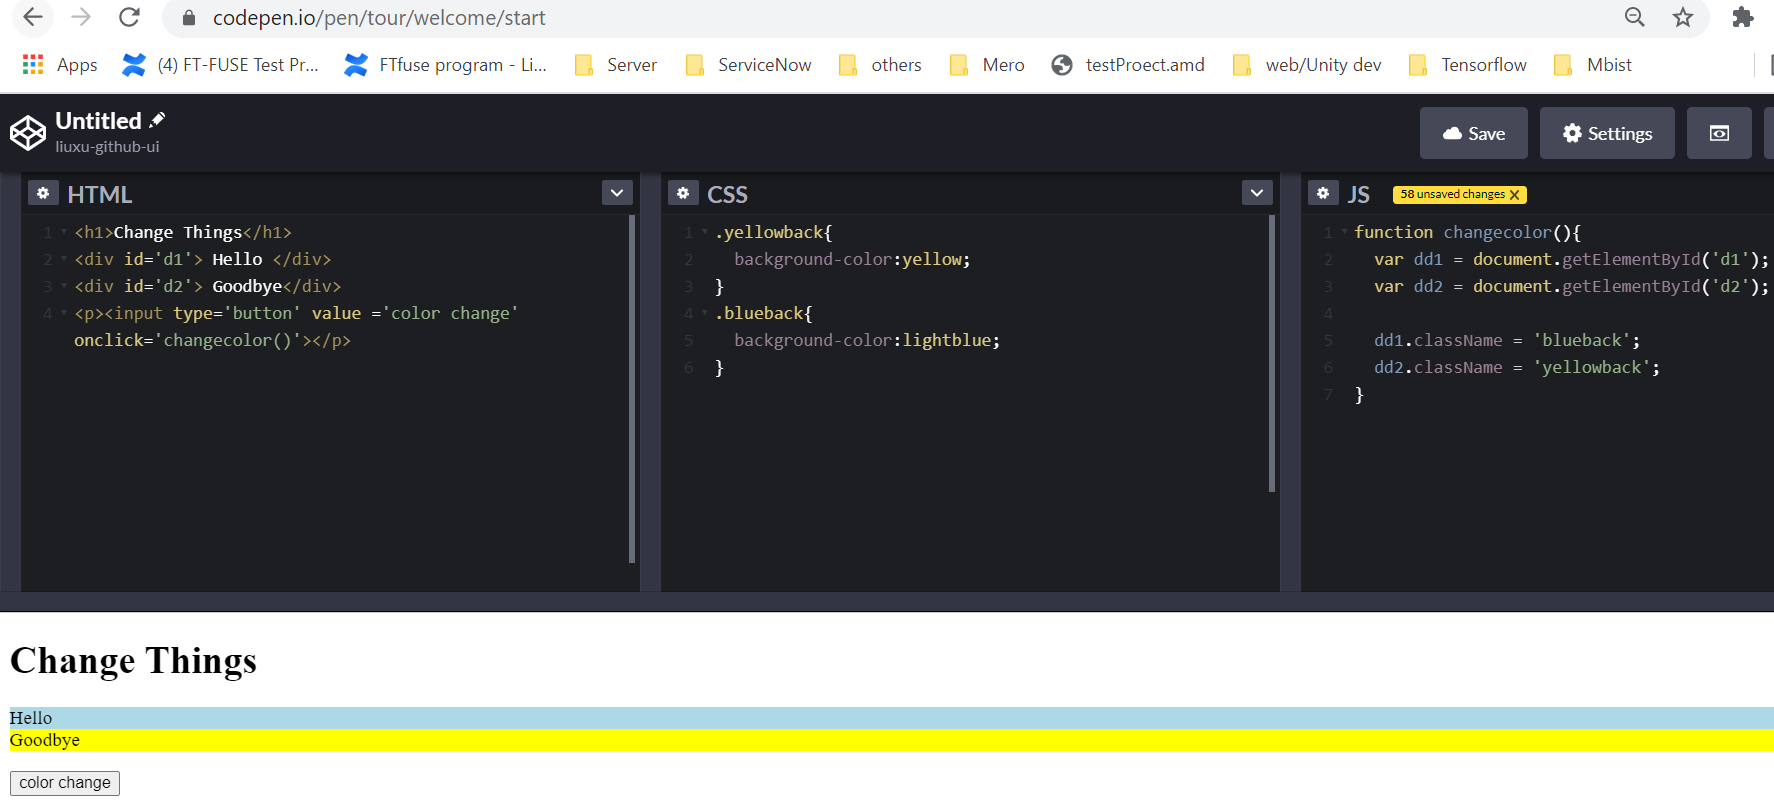 codepen.io/pen/tour/welcome/start
Apps (4) FT-FUSE Test Pr... FTfuse program - Li... Server ServiceNow others Mero testProect.amd web/Unity dev Tensorflow Mbist
Untitled
liuxu-github-ui
Save Settings
HTML
1 <h1>Change Things</h1>
2 <div id='d1'> Hello </div>
3 <div id='d2'> Goodbye</div>
4 <p><input type='button' value ='color change'
onclick='changecolor()'></p>
CSS
1 .yellowback{
2 background-color:yellow;
3 }
4 .blueback{
5 background-color:lightblue;
6 }
JS 58 unsaved changes X
1 function changecolor(){
2 var dd1 = document.getElementById('d1');
3 var dd2 = document.getElementById('d2');
4
5 dd1.className = 'blueback';
6 dd2.className = 'yellowback';
7 }
Change Things
Hello
Goodbye
color change